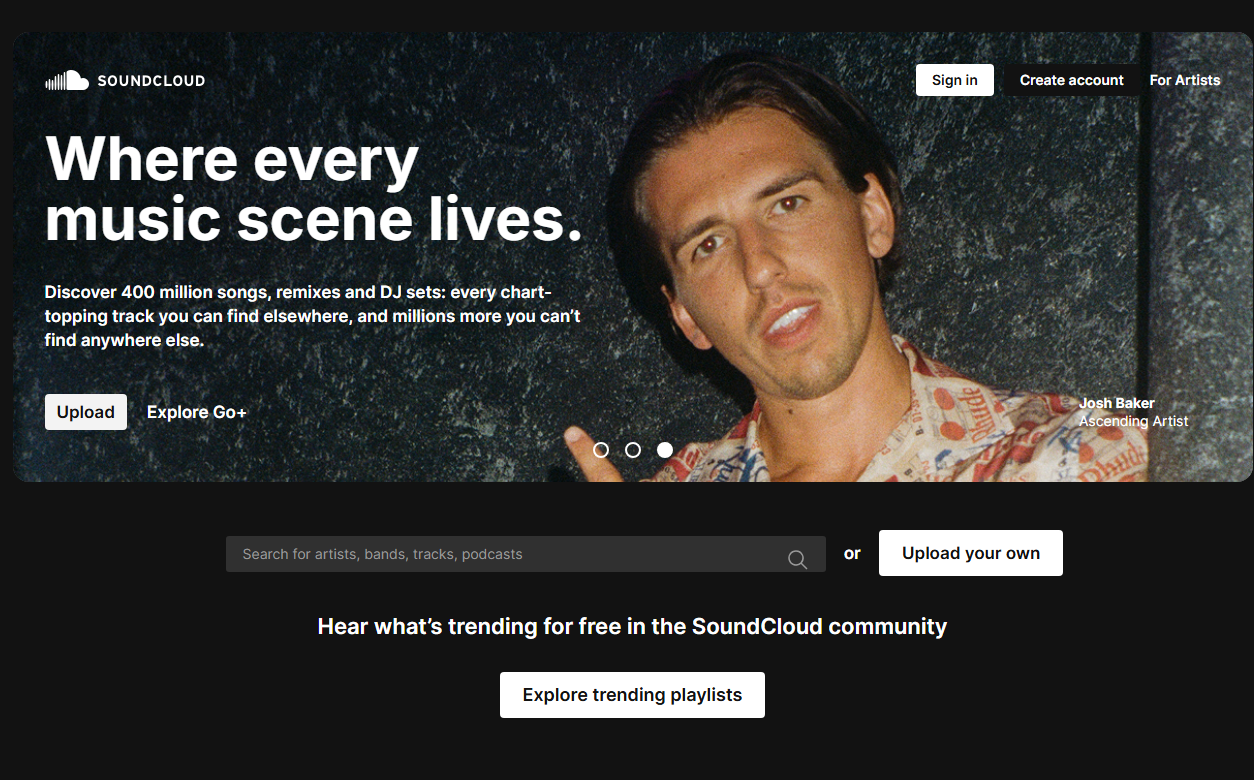 SOUNDCLOUD
Sign in
Create account
For Artists
Where every
music scene lives.
Discover 400 million songs, remixes and DJ sets: every chart-
topping track you can find elsewhere, and millions more you can’t
find anywhere else.
Upload
Explore Go+
Josh Baker
Ascending Artist
Search for artists, bands, tracks, podcasts
or
Upload your own
Hear what’s trending for free in the SoundCloud community
Explore trending playlists